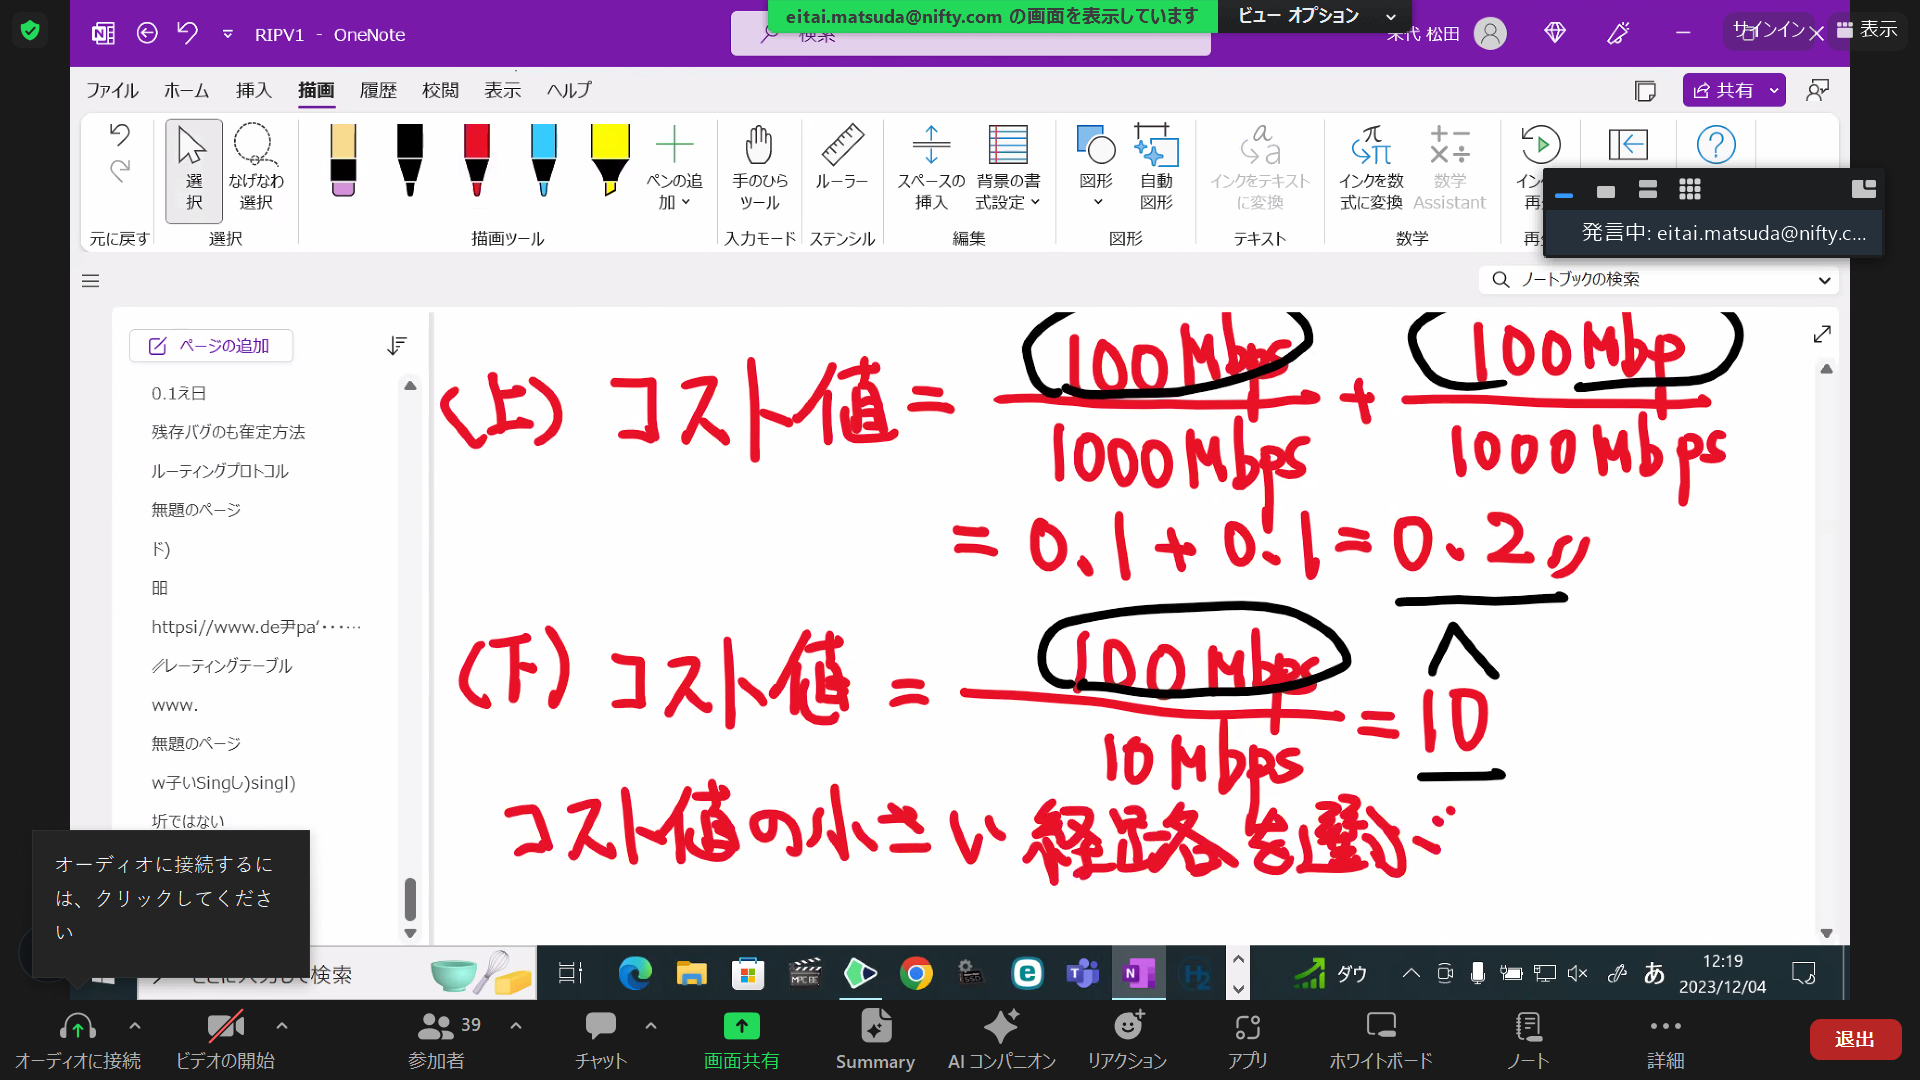 eitai.matsuda@nifty.com の画面を表示しています
ビュー オプション
RIPV1 - OneNote
検索
末代 松田
サインイン
表示
ファイル ホーム 挿入 描画 履歴 校閲 表示 ヘルプ
共有
選択
なげなわ選択
ペンの追加
手のひらツール
ルーラー
スペースの挿入
背景の書式設定
図形
自動図形
インクをテキストに変換
インクを数式に変換
数学 Assistant
元に戻す 選択 描画ツール 入力モード ステンシル 編集 図形 テキスト 数学
発言中: eitai.matsuda@nifty.c...
ノートブックの検索
ページの追加
0.1え日
残存バグのも隺定方法
ルーティングプロトコル
無題のページ
ド)
httpsi//www.de尹pa‘・・・…
//レーティングテーブル
www.
無題のページ
w子いSingし)singl)
圻ではない
(上) コスト値 = 100Mbps/1000Mbps + 100Mbp/1000Mbps
= 0.1 + 0.1 = 0.2
(下) コスト値 = 100Mbps/10Mbps = 10
コスト値の小さい経路を選ぶ
オーディオに接続するに
は、クリックしてくださ
い
ここに入力して検索
ダウ
あ
12:19
2023/12/04
オーディオに接続
ビデオの開始
39
参加者
チャット
画面共有
Summary
AI コンパニオン
リアクション
アプリ
ホワイトボード
ノート
詳細
退出